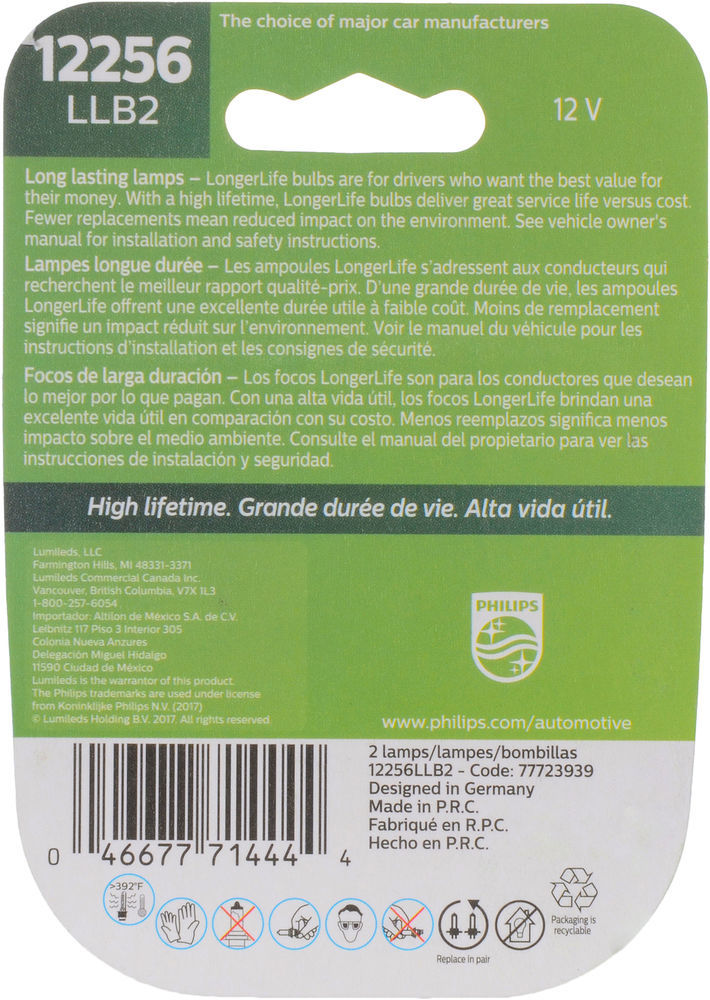 The choice of major car manufacturers
12256
LLB2
12 V
Long lasting lamps – LongerLife bulbs are for drivers who want the best value for
their money. With a high lifetime, LongerLife bulbs deliver great service life versus cost.
Fewer replacements mean reduced impact on the environment. See vehicle owner's
manual for installation and safety instructions.
Lampes longue durée – Les ampoules LongerLife s'adressent aux conducteurs qui
recherchent le meilleur rapport qualité-prix. D'une grande durée de vie, les ampoules
LongerLife offrent une excellente durée utile à faible coût. Moins de remplacement
signifie un impact réduit sur l'environnement. Voir le manuel du véhicule pour les
instructions d'installation et les consignes de sécurité.
Focos de larga duración – Los focos LongerLife son para los conductores que desean
lo mejor por lo que pagan. Con una alta vida útil, los focos LongerLife brindan una
excelente vida útil en comparación con su costo. Menos reemplazos significa menos
impacto sobre el medio ambiente. Consulte el manual del propietario para ver las
instrucciones de instalación y seguridad.
High lifetime. Grande durée de vie. Alta vida útil.
Lumileds, LLC
Farmington Hills, MI 48331-3371
Lumileds Commercial Canada Inc.
Vancouver, British Columbia, V7X 1L3
1-800-257-6054
Importador: Altilon de México S.A. de C.V.
Leibnitz 117 Piso 3 Interior 305
Colonia Nueva Anzures
Delegación Miguel Hidalgo
11590 Ciudad de México
Lumileds is the warrantor of this product.
The Philips trademarks are used under license
from Koninklijke Philips N.V. (2017)
© Lumileds Holding B.V. 2017. All rights reserved.
PHILIPS
www.philips.com/automotive
2 lamps/lampes/bombillas
12256LLB2 - Code: 77723939
Designed in Germany
Made in P.R.C.
Fabriqué en R.P.C.
Hecho en P.R.C.
0 46677 71444 4
>392°F
Replace in pair
Packaging is
recyclable